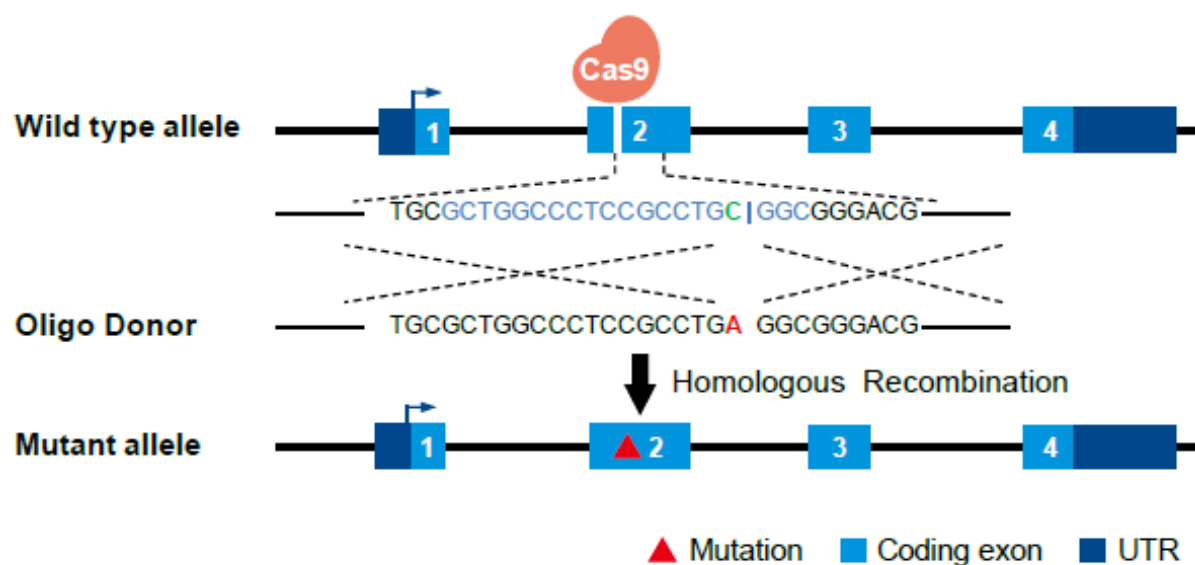 Cas9
Wild type allele
1 2 3 4
TGCGCTGGCCCTCCGCCTGC|GGCGGGACG
Oligo Donor
TGCGCTGGCCCTCCGCCTGA GGCGGGACG
Homologous Recombination
Mutant allele
1 2 3 4
Mutation Coding exon UTR